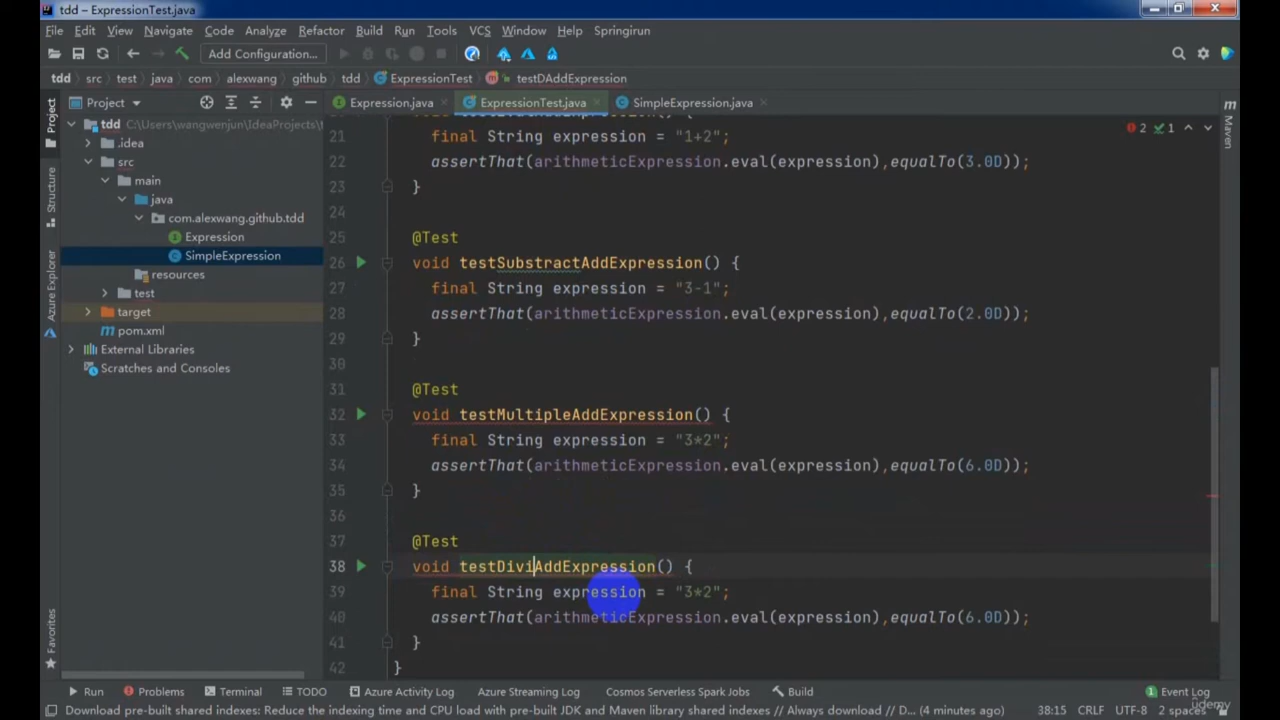 tdd – ExpressionTest.java
File Edit View Navigate Code Analyze Refactor Build Run Tools VCS Window Help Springirun
Add Configuration...
tdd src test java com alexwang github tdd ExpressionTest testDAddExpression
Project
Expression.java ExpressionTest.java SimpleExpression.java
Maven
Project
Structure
Azure Explorer
Favorites
tdd C:\Users\wangwenjun\IdeaProjects\t
.idea
src
main
java
com.alexwang.github.tdd
Expression
SimpleExpression
resources
test
target
pom.xml
External Libraries
Scratches and Consoles
2 1
21 final String expression = "1+2";
22 assertThat(arithmeticExpression.eval(expression),equalTo(3.0D));
23 }
24
25 @Test
26 void testSubstractAddExpression() {
27 final String expression = "3-1";
28 assertThat(arithmeticExpression.eval(expression),equalTo(2.0D));
29 }
30
31 @Test
32 void testMultipleAddExpression() {
33 final String expression = "3*2";
34 assertThat(arithmeticExpression.eval(expression),equalTo(6.0D));
35 }
36
37 @Test
38 void testDiviAddExpression() {
39 final String expression = "3*2";
40 assertThat(arithmeticExpression.eval(expression),equalTo(6.0D));
41 }
42 }
Run Problems Terminal TODO Azure Activity Log Azure Streaming Log Cosmos Serverless Spark Jobs Build Event Log
Download pre-built shared indexes: Reduce the indexing time and CPU load with pre-built JDK and Maven library shared indexes // Always download // D... (4 minutes ago) 38:15 CRLF UTF-8 2 spaces
ûdemy